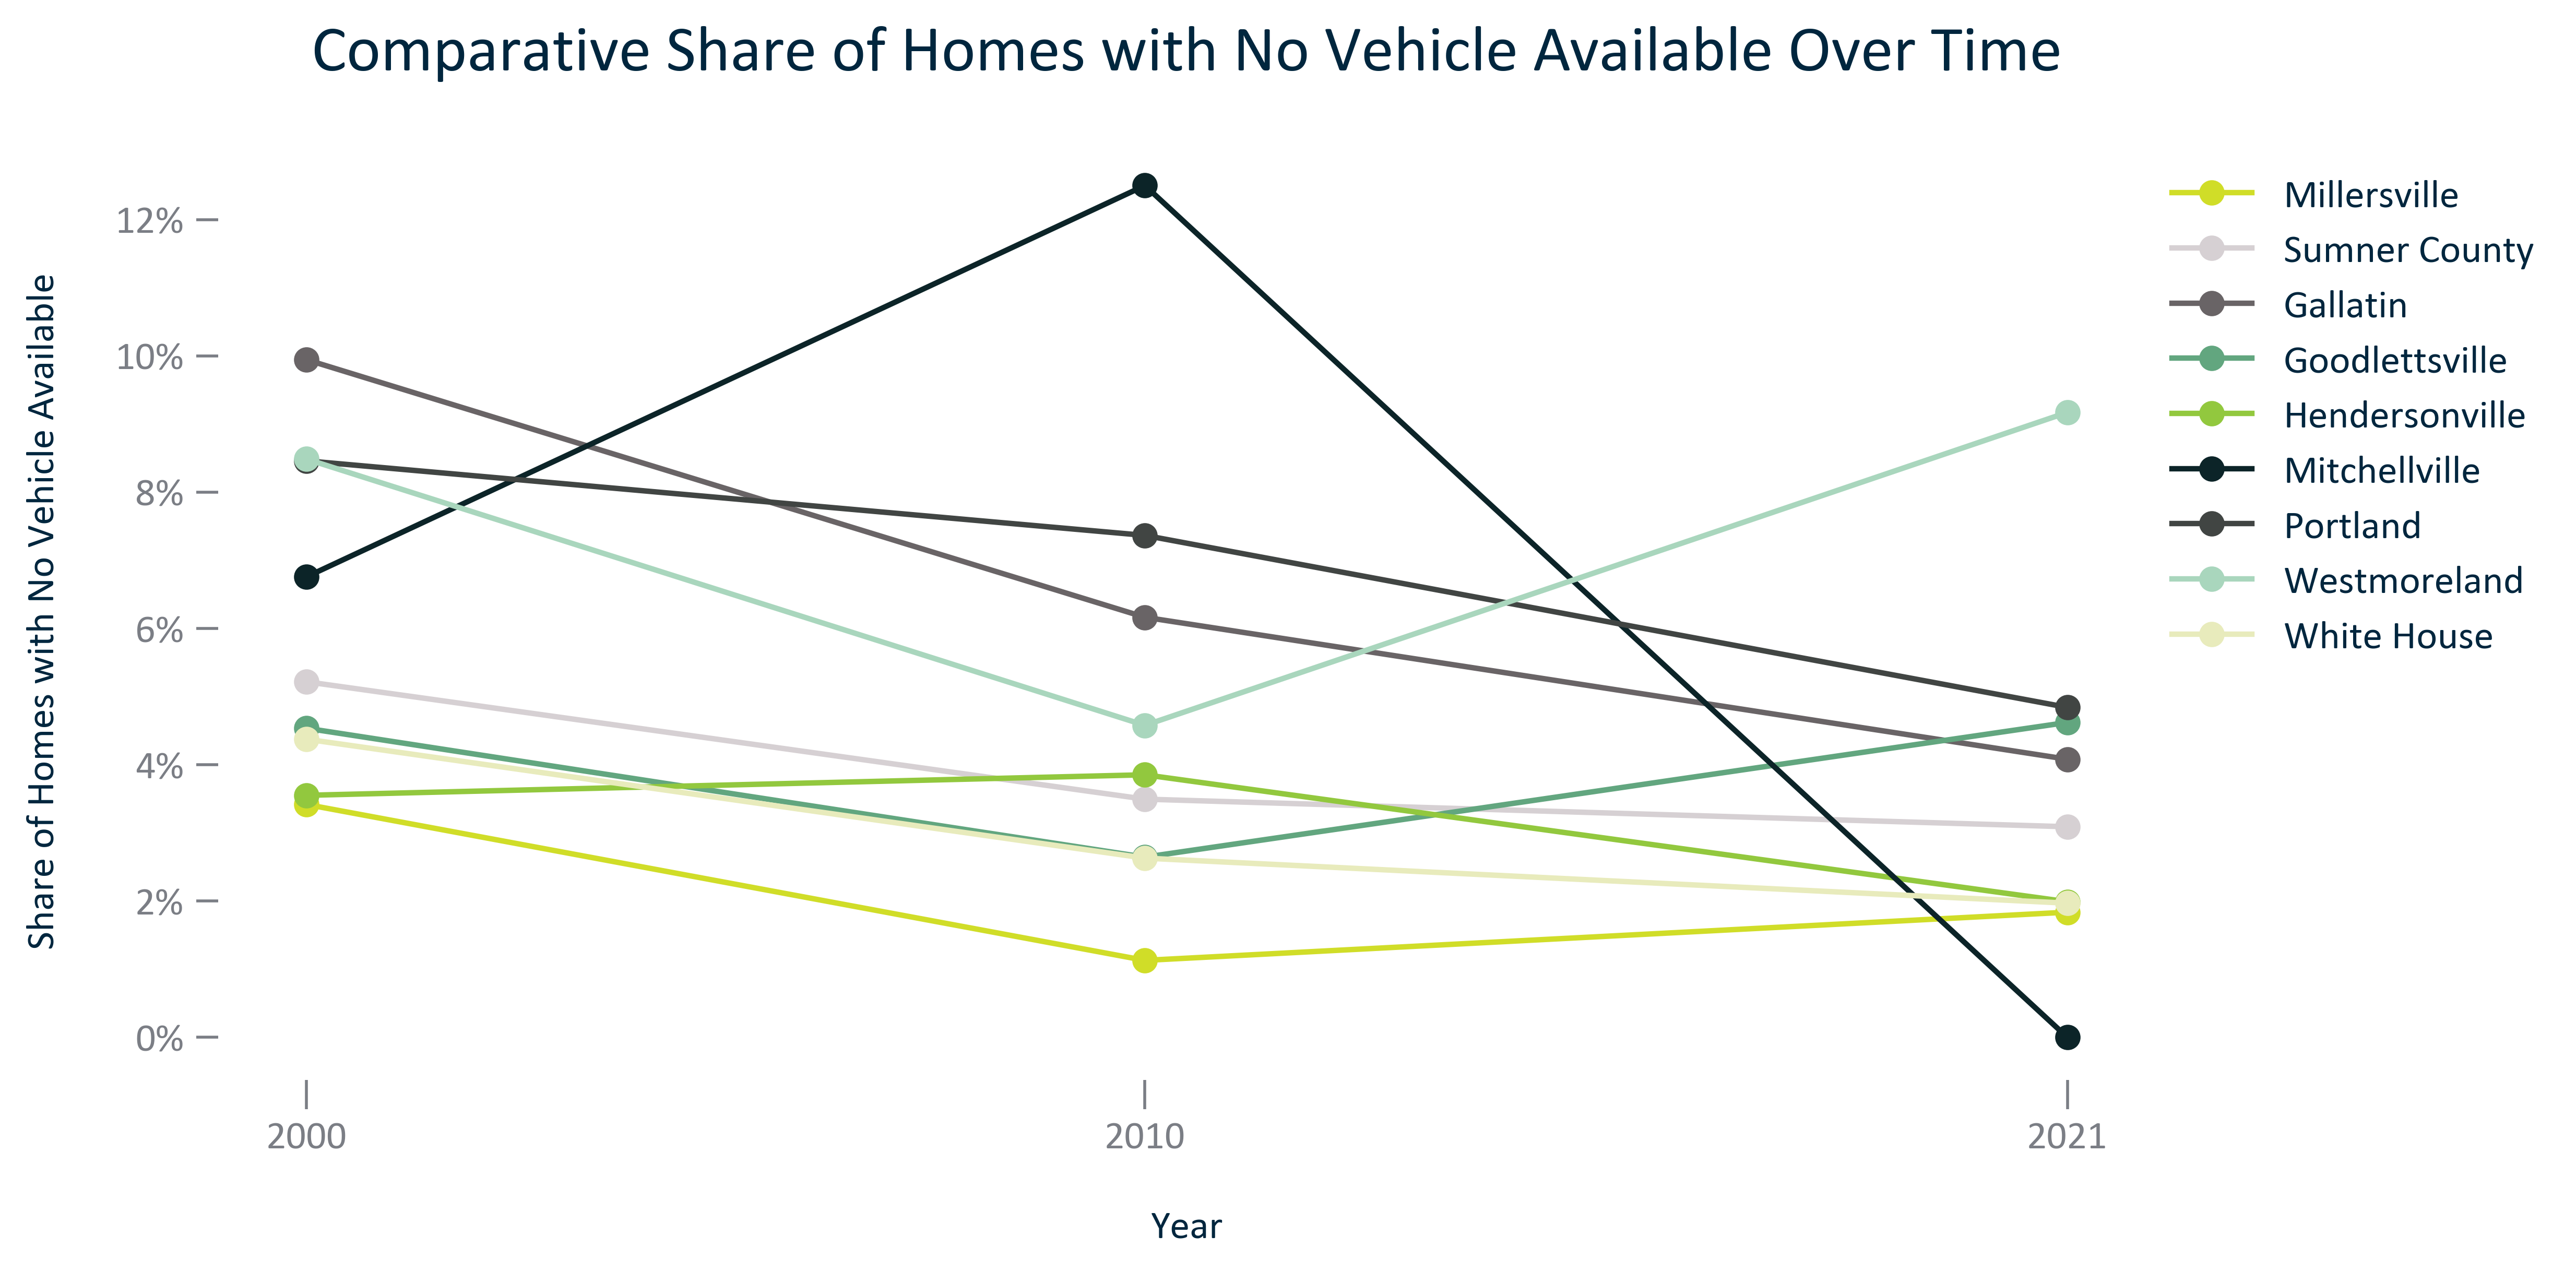 Comparative Share of Homes with No Vehicle Available Over Time
Share of Homes with No Vehicle Available
12%
10%
8%
6%
4%
2%
0%
2000
2010
2021
Year
Millersville
Sumner County
Gallatin
Goodlettsville
Hendersonville
Mitchellville
Portland
Westmoreland
White House